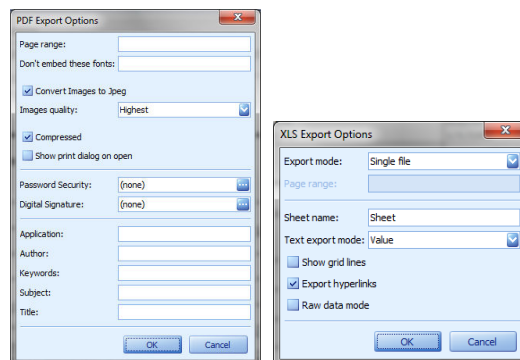 PDF Export Options
Page range:
Don't embed these fonts:
Convert Images to Jpeg
Images quality: Highest
Compressed
Show print dialog on open
Password Security: (none)
Digital Signature: (none)
Application:
Author:
Keywords:
Subject:
Title:
OK Cancel
XLS Export Options
Export mode: Single file
Page range:
Sheet name: Sheet
Text export mode: Value
Show grid lines
Export hyperlinks
Raw data mode
OK Cancel